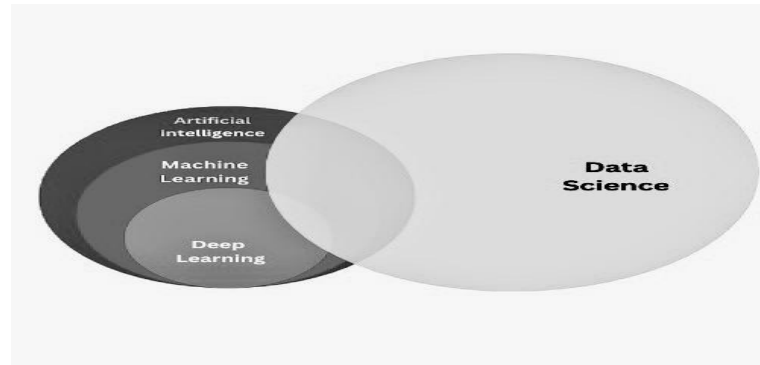 Artificial
Intelligence
Machine
Learning
Deep
Learning
Data
Science